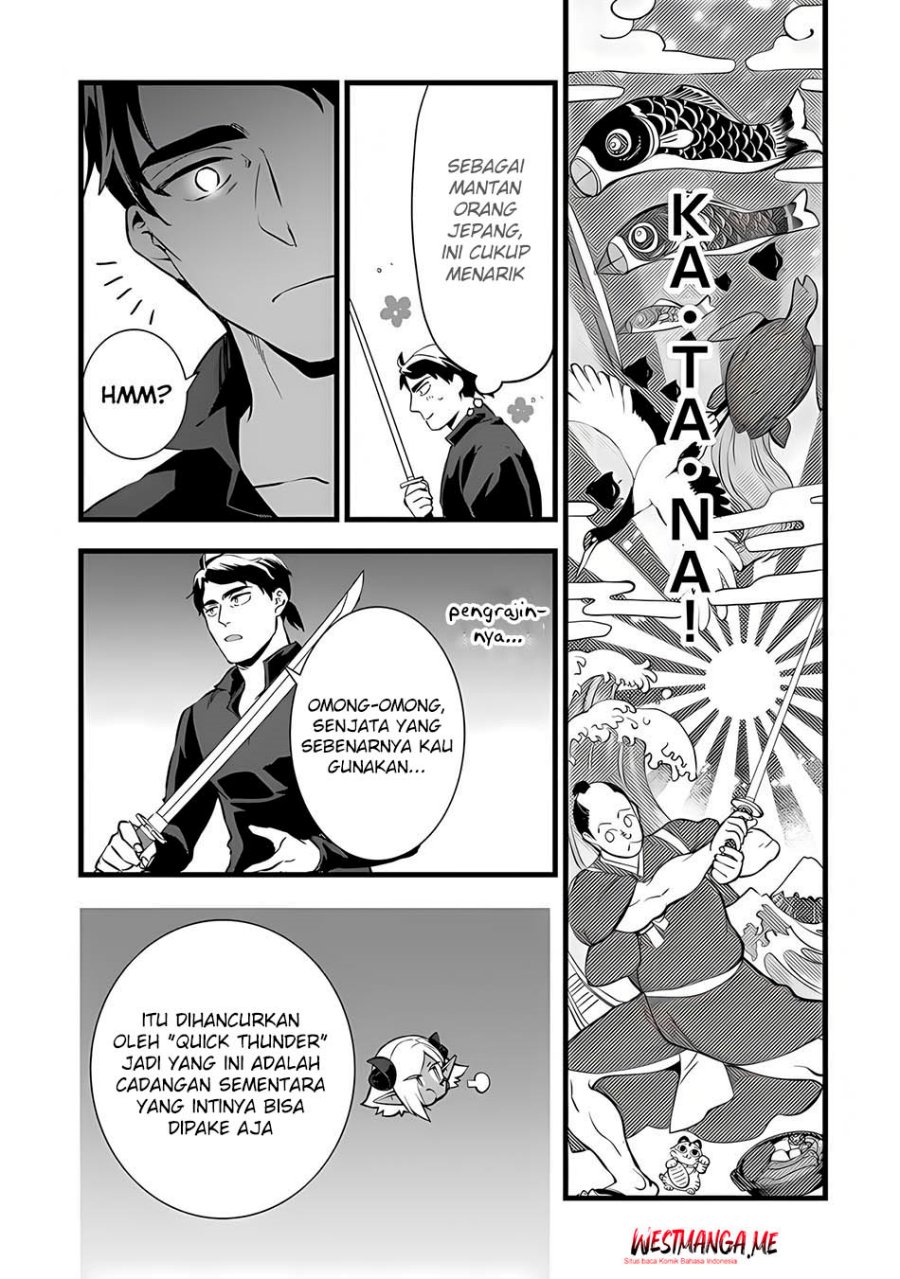 KA・TA・NA!
SEBAGAI
MANTAN
ORANG
JEPANG,
INI CUKUP
MENARIK
HMM?
pengrajin-
nya...
OMONG-OMONG,
SENJATA YANG
SEBENARNYA KAU
GUNAKAN...
ITU DIHANCURKAN
OLEH "QUICK THUNDER"
JADI YANG INI ADALAH
CADANGAN SEMENTARA
YANG INTINYA BISA
DIPAKE AJA
WESTMANGA.ME
Situs baca Komik Bahasa Indonesia